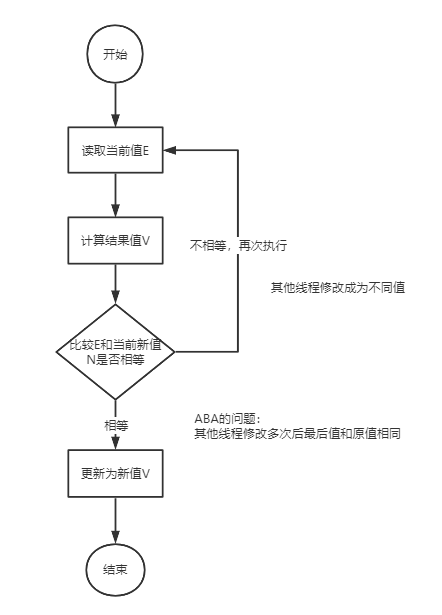 开始
读取当前值E
计算结果值V
不相等，再次执行
其他线程修改成为不同值
比较E和当前新值
N是否相等
相等
ABA的问题：
其他线程修改多次后最后值和原值相同
更新为新值V
结束